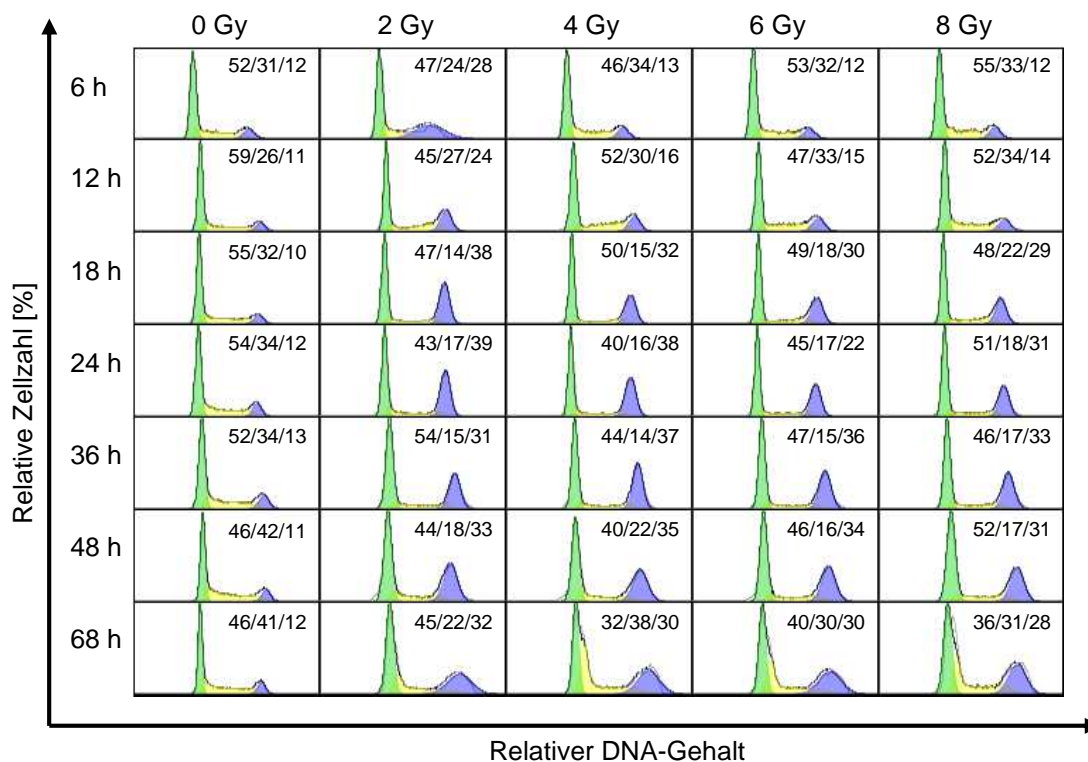 0 Gy 2 Gy 4 Gy 6 Gy 8 Gy
6 h 52/31/12 47/24/28 46/34/13 53/32/12 55/33/12
12 h 59/26/11 45/27/24 52/30/16 47/33/15 52/34/14
18 h 55/32/10 47/14/38 50/15/32 49/18/30 48/22/29
24 h 54/34/12 43/17/39 40/16/38 45/17/22 51/18/31
36 h 52/34/13 54/15/31 44/14/37 47/15/36 46/17/33
48 h 46/42/11 44/18/33 40/22/35 46/16/34 52/17/31
68 h 46/41/12 45/22/32 32/38/30 40/30/30 36/31/28
Relative Zellzahl [%]
Relativer DNA-Gehalt